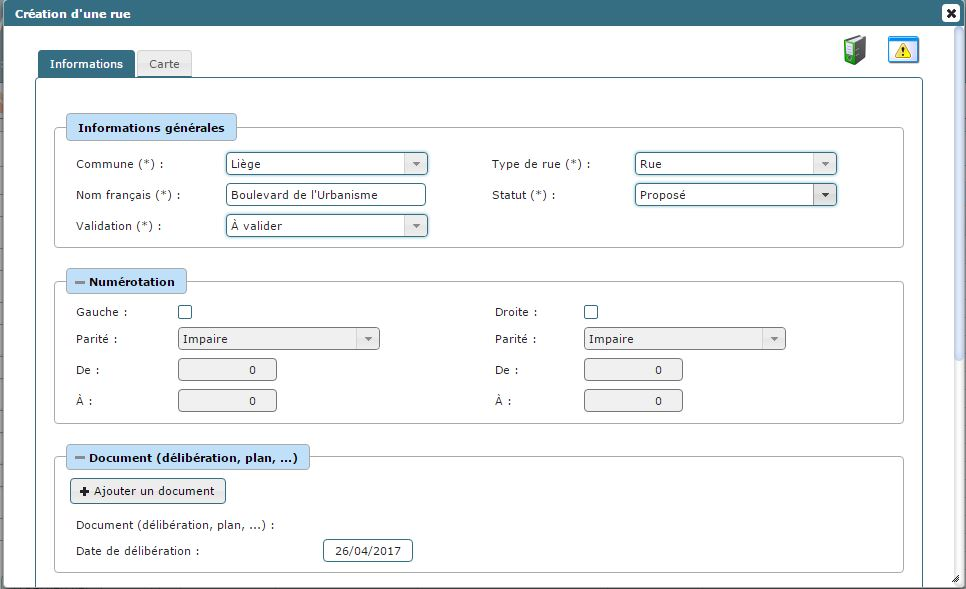 Création d'une rue
Informations Carte
Informations générales
Commune (*) : Liège Type de rue (*) : Rue
Nom français (*) : Boulevard de l'Urbanisme Statut (*) : Proposé
Validation (*) : À valider
Numérotation
Gauche : Droite :
Parité : Impaire Parité : Impaire
De : 0 De : 0
À : 0 À : 0
Document (délibération, plan, ...)
Ajouter un document
Document (délibération, plan, ...) :
Date de délibération : 26/04/2017